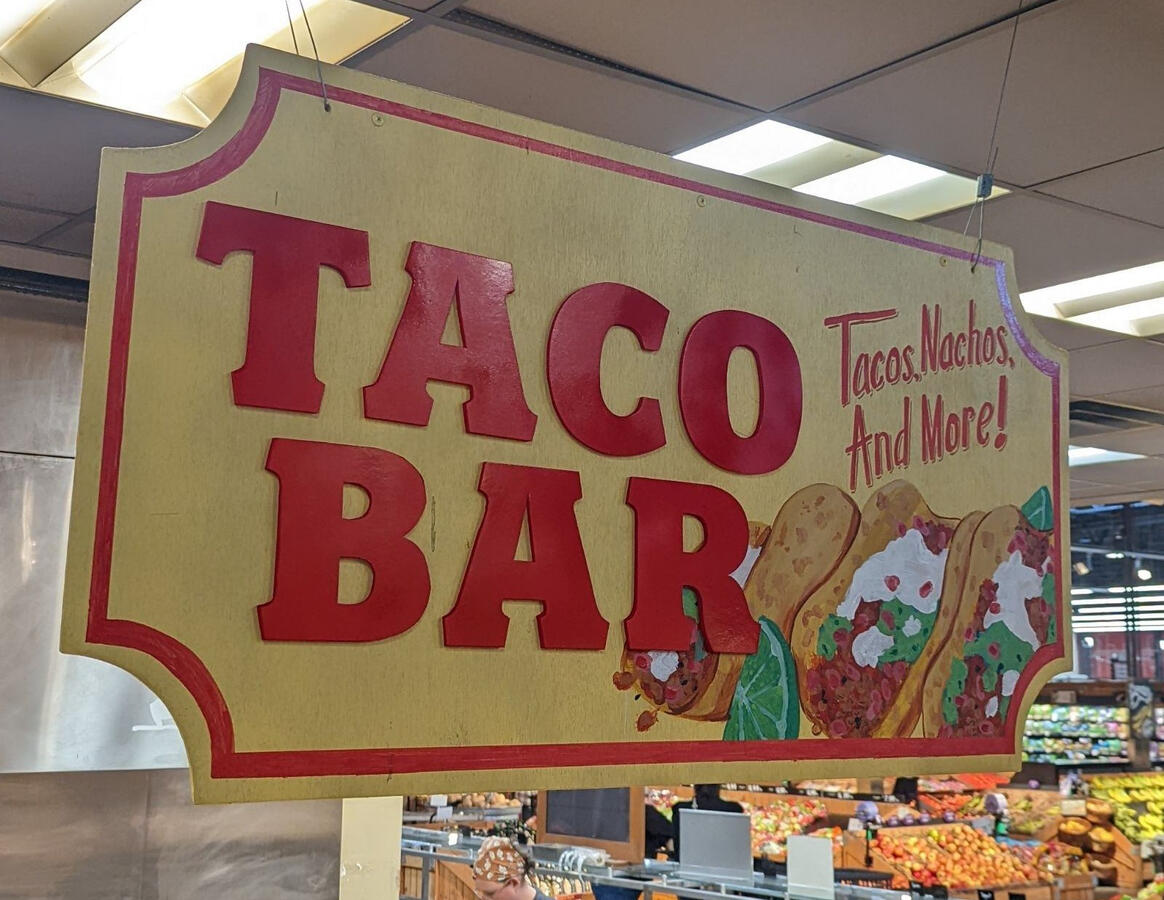 TACO
BAR
Tacos, Nachos,
And More!